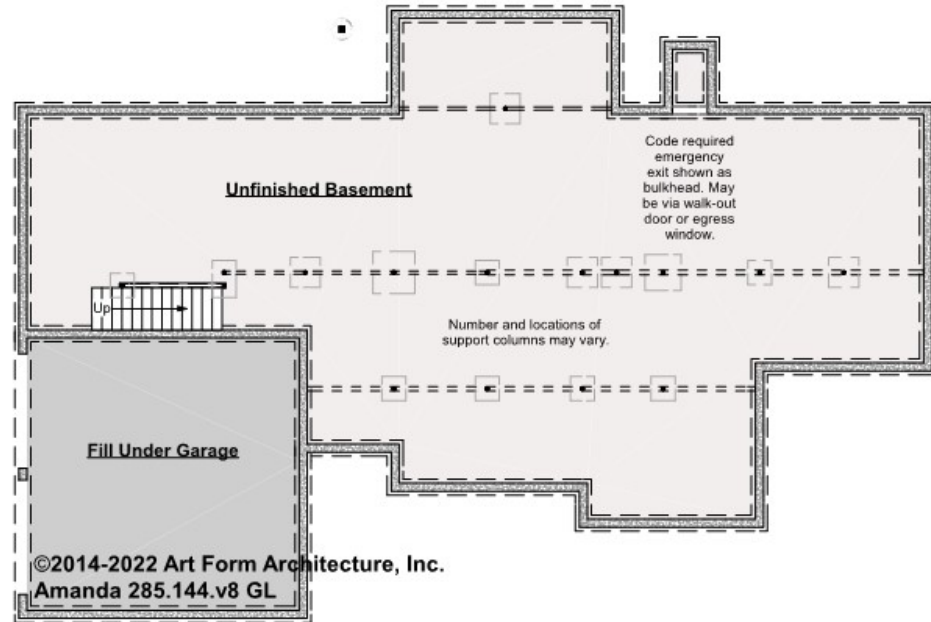 Code required
emergency
exit shown as
bulkhead. May
be via walk-out
door or egress
window.
Unfinished Basement
Up
Number and locations of
support columns may vary.
Fill Under Garage
©2014-2022 Art Form Architecture, Inc.
Amanda 285.144.v8 GL